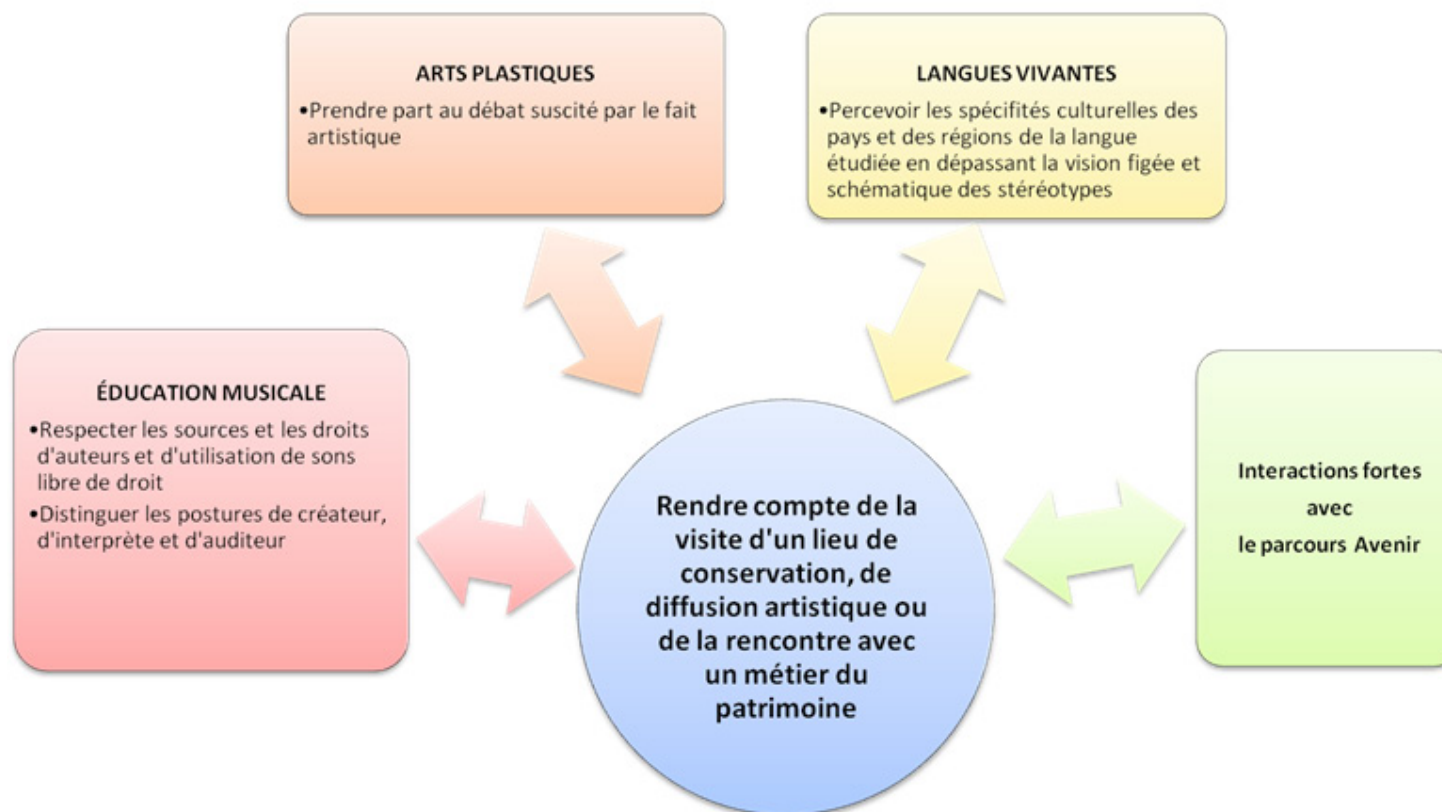 ARTS PLASTIQUES
•Prendre part au débat suscité par le fait
artistique
LANGUES VIVANTES
•Percevoir les spécifités culturelles des
pays et des régions de la langue
étudiée en dépassant la vision figée et
schématique des stéréotypes
ÉDUCATION MUSICALE
•Respecter les sources et les droits
d'auteurs et d'utilisation de sons
libre de droit
•Distinguer les postures de créateur,
d'interprète et d'auditeur
Rendre compte de la
visite d'un lieu de
conservation, de
diffusion artistique ou
de la rencontre avec
un métier du
patrimoine
Interactions fortes
avec
le parcours Avenir